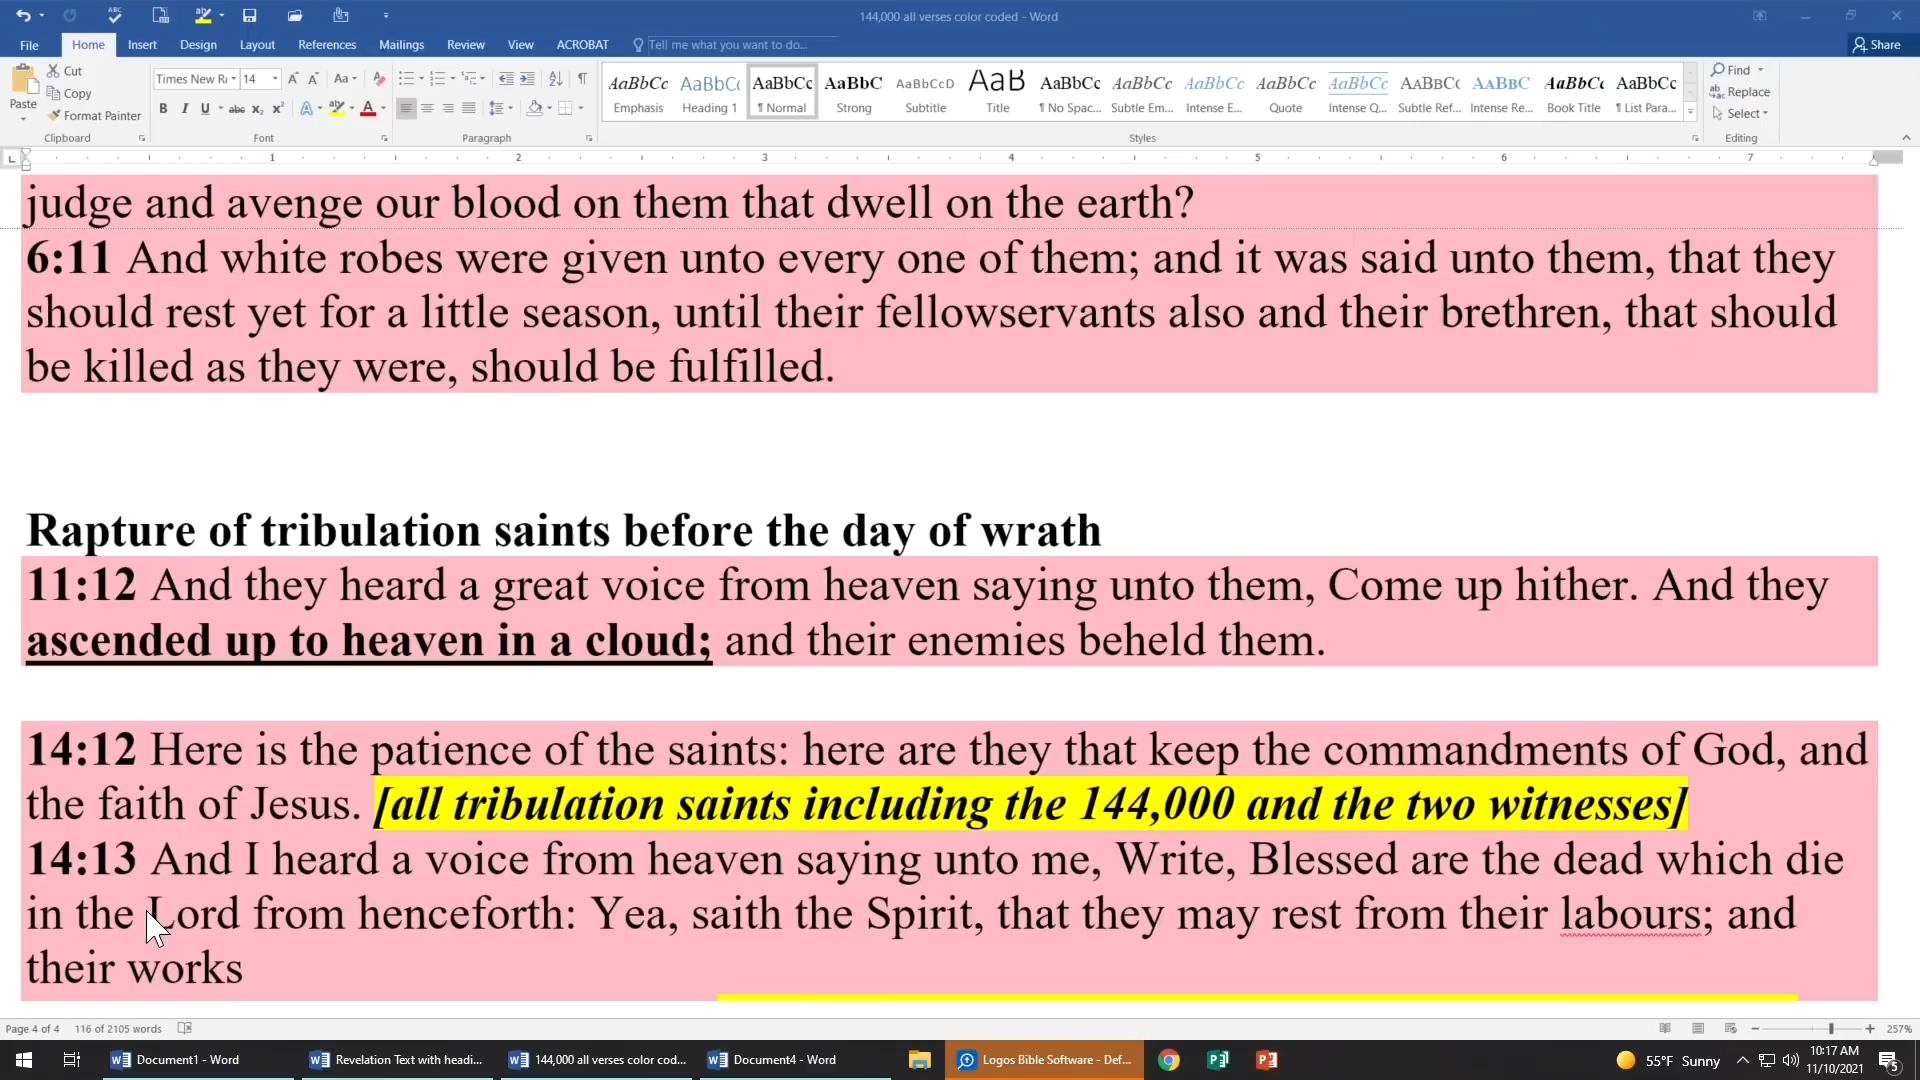 144,000 all verses color coded - Word
File Home Insert Design Layout References Mailings Review View ACROBAT Tell me what you want to do... Share
Paste Cut Copy Format Painter
Times New R 14
AaBbCc AaBbC AaBbCc AaBbC AaBbCcD AaB AaBbCc AaBbCc AaBbCc AaBbCc AaBbCc AaBbC AaBbC AaBbC AaBbCc
Emphasis Heading 1 ¶ Normal Strong Subtitle Title ¶ No Spac... Subtle Em... Intense E... Quote Intense Q... Subtle Ref... Intense Re... Book Title ¶ List Para...
Find Replace Select
Clipboard Font Paragraph Styles Editing
1 2 3 4 5 6 7
judge and avenge our blood on them that dwell on the earth?
6:11 And white robes were given unto every one of them; and it was said unto them, that they
should rest yet for a little season, until their fellowservants also and their brethren, that should
be killed as they were, should be fulfilled.
Rapture of tribulation saints before the day of wrath
11:12 And they heard a great voice from heaven saying unto them, Come up hither. And they
ascended up to heaven in a cloud; and their enemies beheld them.
14:12 Here is the patience of the saints: here are they that keep the commandments of God, and
the faith of Jesus. [all tribulation saints including the 144,000 and the two witnesses]
14:13 And I heard a voice from heaven saying unto me, Write, Blessed are the dead which die
in the Lord from henceforth: Yea, saith the Spirit, that they may rest from their labours; and
their works
Page 4 of 4 116 of 2105 words 257%
Document1 - Word Revelation Text with headi... 144,000 all verses color cod... Document4 - Word Logos Bible Software - Def... 55°F Sunny 10:17 AM
11/10/2021 5